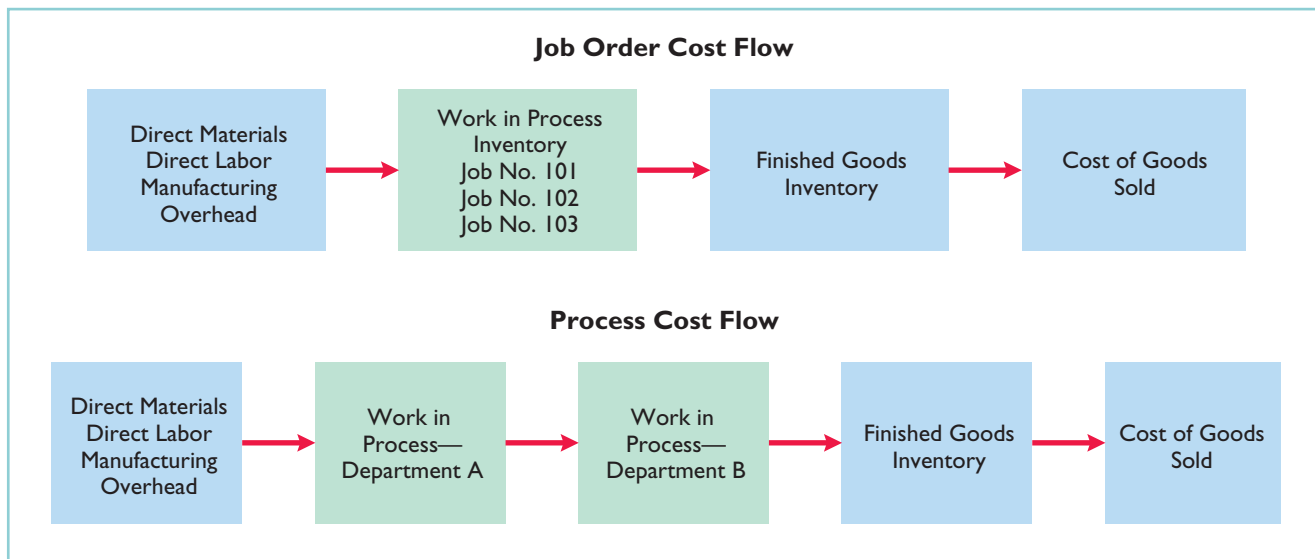 Job Order Cost Flow
Direct Materials
Direct Labor
Manufacturing
Overhead
Work in Process
Inventory
Job No. 101
Job No. 102
Job No. 103
Finished Goods
Inventory
Cost of Goods
Sold
Process Cost Flow
Direct Materials
Direct Labor
Manufacturing
Overhead
Work in
Process—
Department A
Work in
Process—
Department B
Finished Goods
Inventory
Cost of Goods
Sold